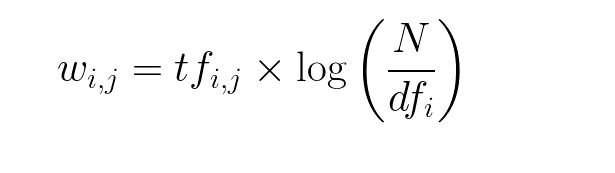 w_{i,j} = tf_{i,j} × log(N/df_i)